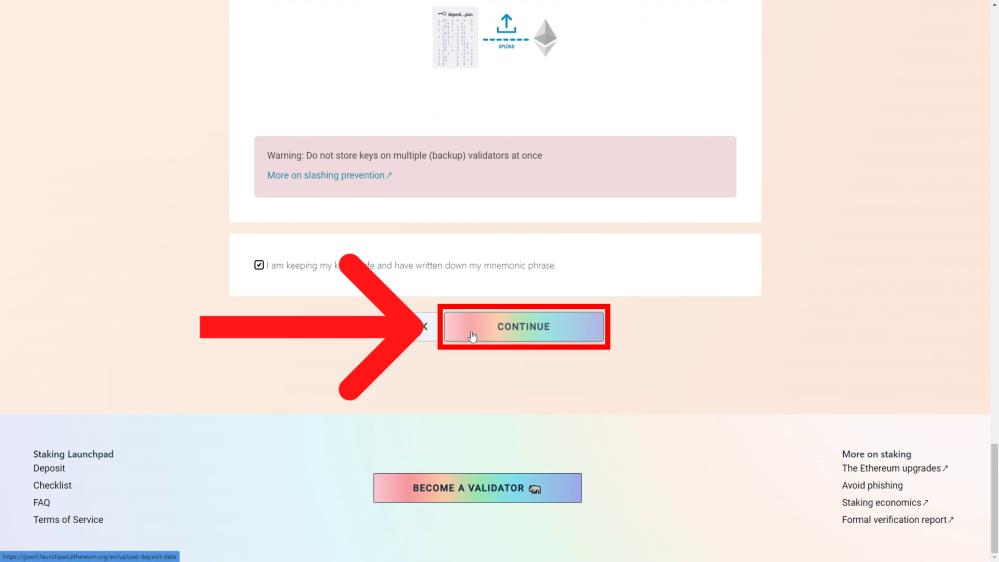 deposit...json
UPLOAD
Warning: Do not store keys on multiple (backup) validators at once
More on slashing prevention↗
I am keeping my and have written down my mnemonic phrase.
CONTINUE
Staking Launchpad
Deposit
Checklist
FAQ
Terms of Service
BECOME A VALIDATOR
More on staking
The Ethereum upgrades↗
Avoid phishing
Staking economics↗
Formal verification report↗
https://goerli.launchpad.ethereum.org/en/upload-deposit-data